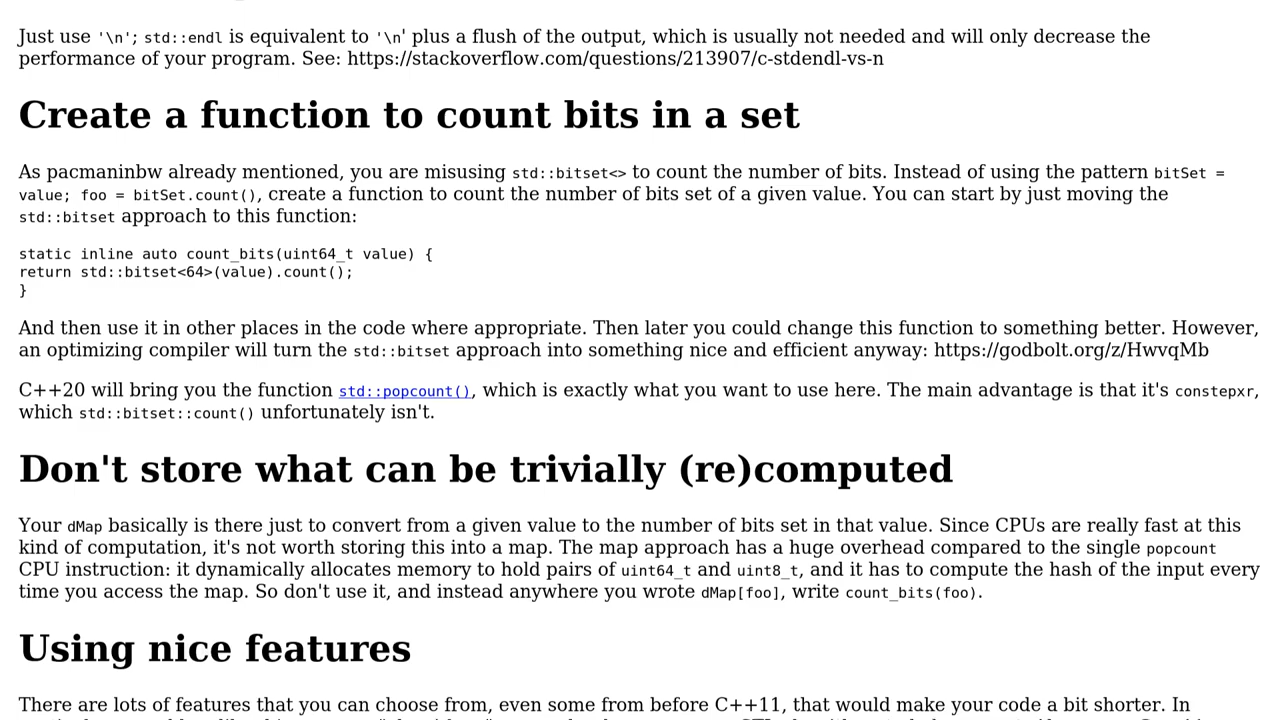 Just use '\n'; std::endl is equivalent to '\n' plus a flush of the output, which is usually not needed and will only decrease the
performance of your program. See: https://stackoverflow.com/questions/213907/c-stdendl-vs-n
Create a function to count bits in a set
As pacmaninbw already mentioned, you are misusing std::bitset<> to count the number of bits. Instead of using the pattern bitSet =
value; foo = bitSet.count(), create a function to count the number of bits set of a given value. You can start by just moving the
std::bitset approach to this function:
static inline auto count_bits(uint64_t value) {
return std::bitset<64>(value).count();
}
And then use it in other places in the code where appropriate. Then later you could change this function to something better. However,
an optimizing compiler will turn the std::bitset approach into something nice and efficient anyway: https://godbolt.org/z/HwvqMb
C++20 will bring you the function std::popcount(), which is exactly what you want to use here. The main advantage is that it's constepxr,
which std::bitset::count() unfortunately isn't.
Don't store what can be trivially (re)computed
Your dMap basically is there just to convert from a given value to the number of bits set in that value. Since CPUs are really fast at this
kind of computation, it's not worth storing this into a map. The map approach has a huge overhead compared to the single popcount
CPU instruction: it dynamically allocates memory to hold pairs of uint64_t and uint8_t, and it has to compute the hash of the input every
time you access the map. So don't use it, and instead anywhere you wrote dMap[foo], write count_bits(foo).
Using nice features
There are lots of features that you can choose from, even some from before C++11, that would make your code a bit shorter. In